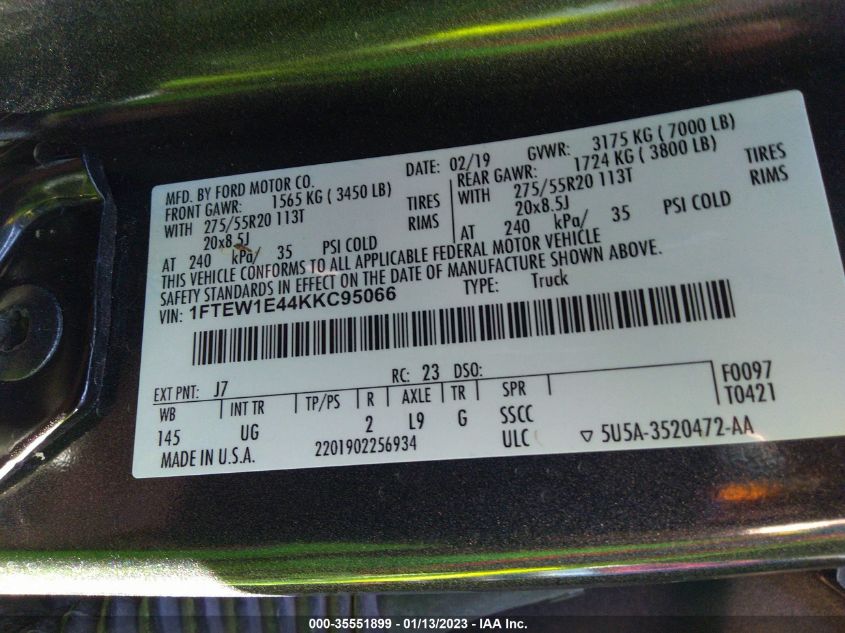 MFD. BY FORD MOTOR CO. DATE: 02/19 GVWR: 3175 KG ( 7000 LB)
FRONT GAWR: 1565 KG ( 3450 LB) REAR GAWR: 1724 KG ( 3800 LB)
WITH 275/55R20 113T TIRES WITH 275/55R20 113T TIRES
20x8.5J RIMS 20x8.5J RIMS
AT 240 kPa/ 35 PSI COLD AT 240 kPa/ 35 PSI COLD
THIS VEHICLE CONFORMS TO ALL APPLICABLE FEDERAL MOTOR VEHICLE
SAFETY STANDARDS IN EFFECT ON THE DATE OF MANUFACTURE SHOWN ABOVE.
VIN: 1FTEW1E44KKC95066 TYPE: Truck
EXT PNT: J7 RC: 23 DSO: F0097
WB INT TR TP/PS R AXLE TR SPR T0421
145 UG 2 L9 G SSCC
MADE IN U.S.A. 2201902256934 ULC ▽ 5U5A-3520472-AA
000-35551899 - 01/13/2023 - IAA Inc.